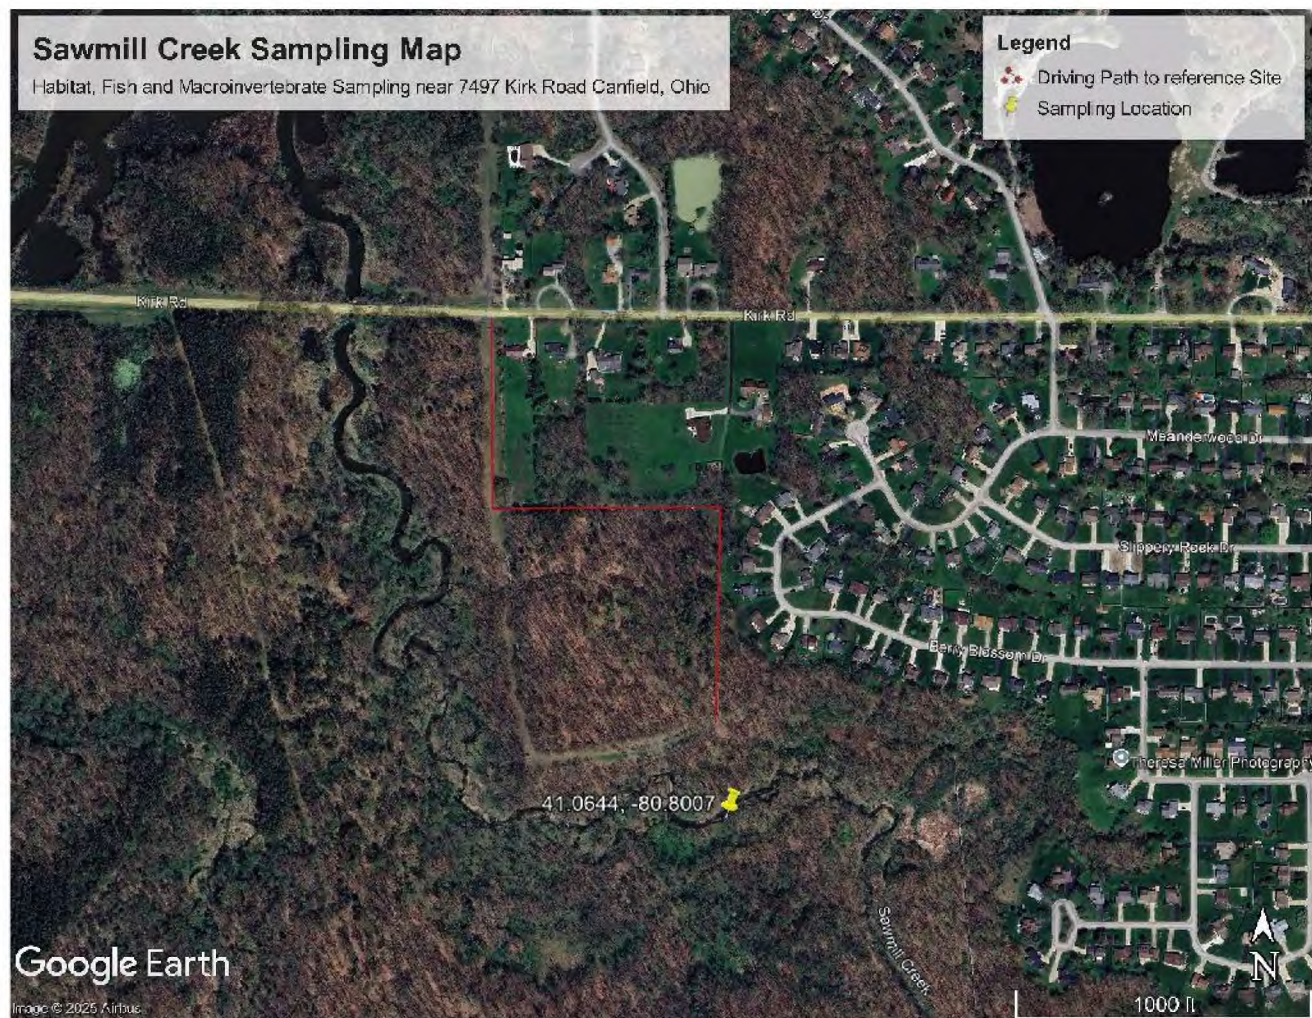 Sawmill Creek Sampling Map
Habitat, Fish and Macroinvertebrate Sampling near 7497 Kirk Road Canfield, Ohio
Legend
Driving Path to reference Site
Sampling Location
Kirk Rd
Kirk Rd
Meanderwood Dr
Slippery Rock Dr
Berry Blossom Dr
Theresa Miller Photography
41.0644, -80.8007
Sawmill Creek
Google Earth
N
Image © 2025 Airbus
1000 ft